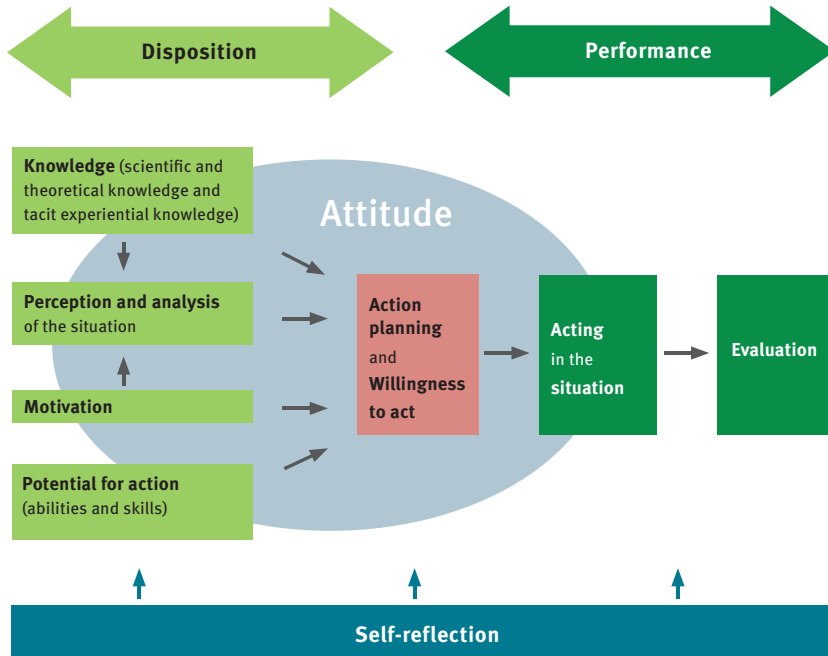 Disposition
Performance
Knowledge (scientific and
theoretical knowledge and
tacit experiential knowledge)
Attitude
Perception and analysis
of the situation
Motivation
Potential for action
(abilities and skills)
Action
planning
and
Willingness
to act
Acting
in the
situation
Evaluation
Self-reflection